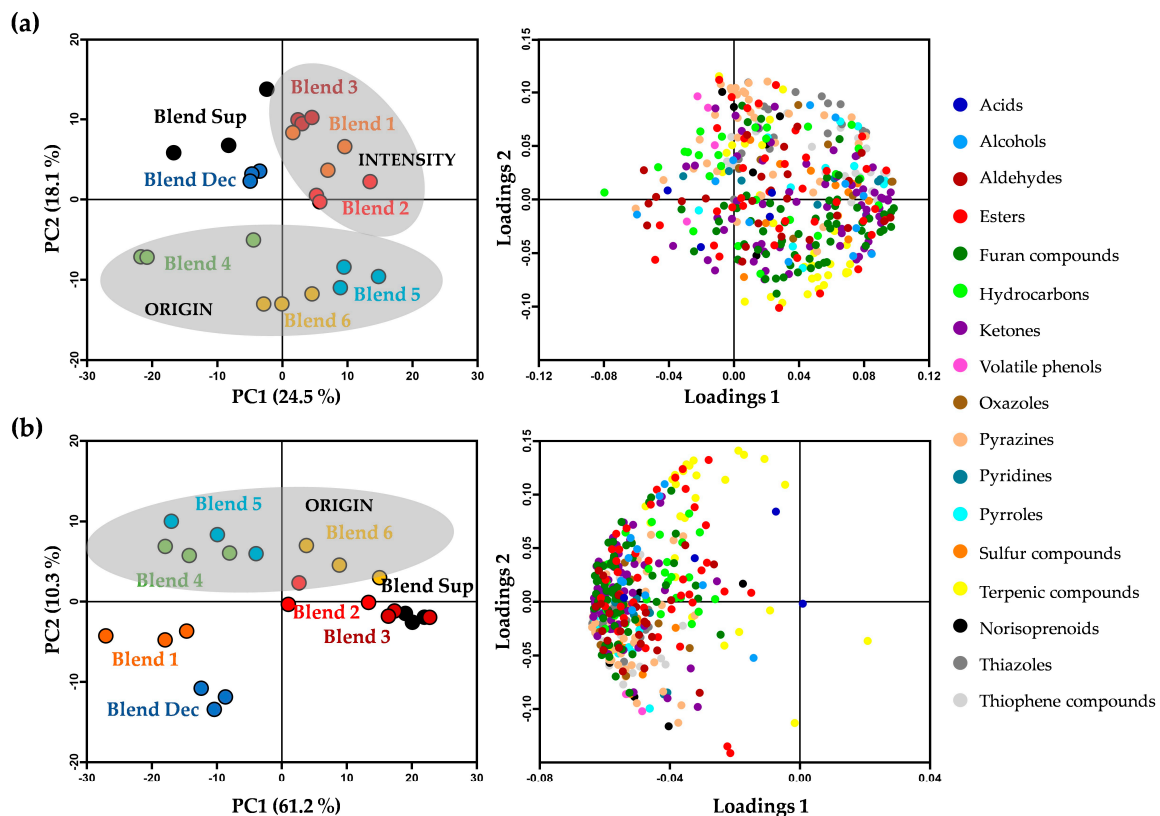 (a)
PC2 (18.1 %)
20
10
0
-10
-20
Blend 3
Blend Sup
Blend 1
INTENSITY
Blend Dec
Blend 2
Blend 4
Blend 5
ORIGIN
Blend 6
-30 -20 -10 0 10 20 30
PC1 (24.5 %)
Loadings 2
0.15
0.10
0.05
0.00
-0.05
-0.10
-0.12 -0.08 -0.04 0.00 0.04 0.08 0.12
Loadings 1
(b)
PC2 (10.3 %)
20
10
0
-10
-20
Blend 5
ORIGIN
Blend 6
Blend 4
Blend Sup
Blend 2
Blend 3
Blend 1
Blend Dec
-30 -20 -10 0 10 20 30
PC1 (61.2 %)
Loadings 2
0.15
0.10
0.05
0.00
-0.05
-0.10
-0.08 -0.04 0.00 0.04
Loadings 1
Acids
Alcohols
Aldehydes
Esters
Furan compounds
Hydrocarbons
Ketones
Volatile phenols
Oxazoles
Pyrazines
Pyridines
Pyrroles
Sulfur compounds
Terpenic compounds
Norisoprenoids
Thiazoles
Thiophene compounds